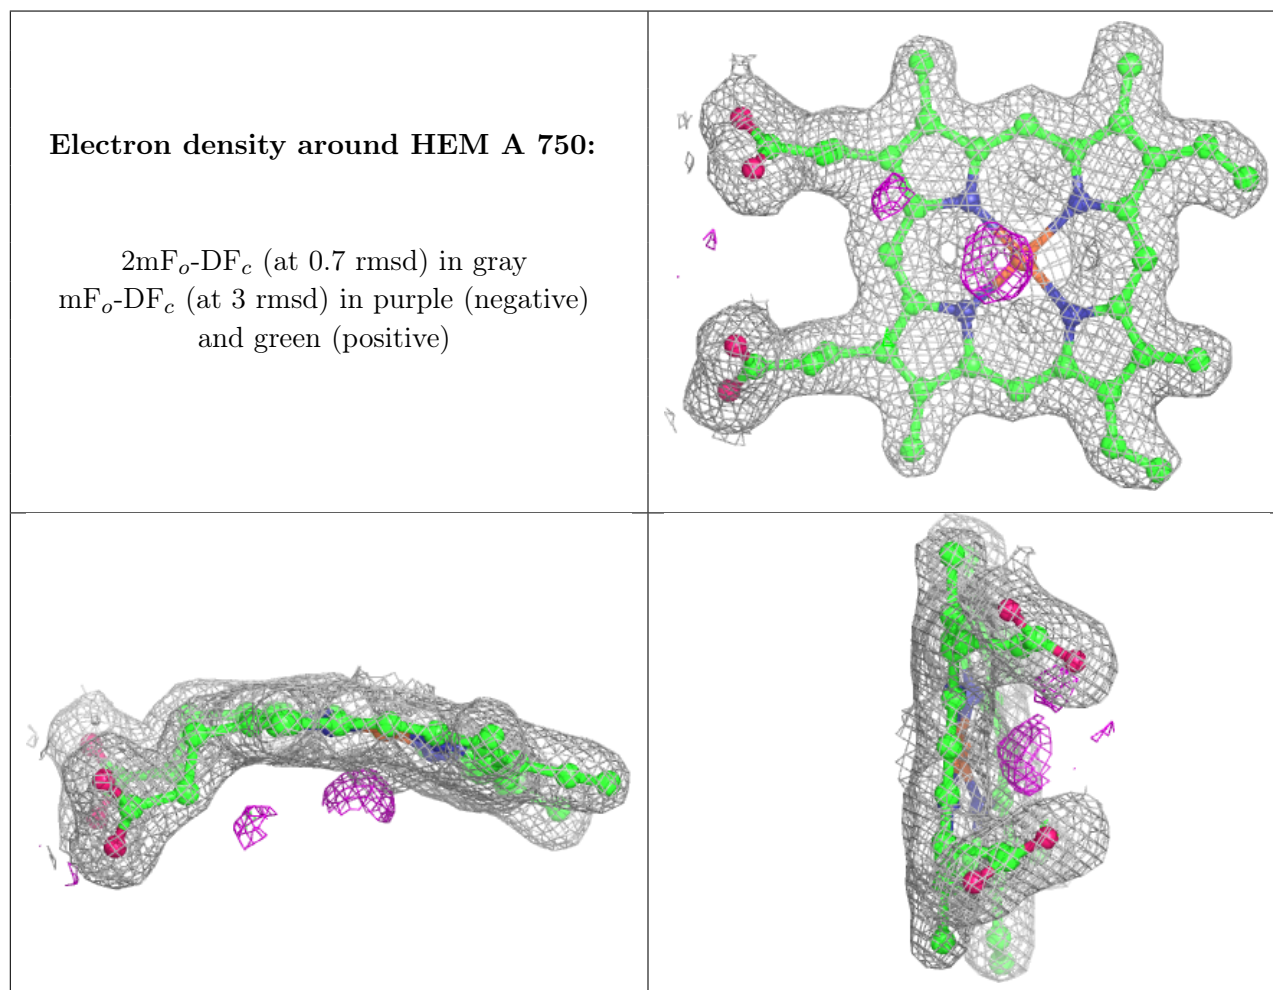 Electron density around HEM A 750:
2mFo-DFc (at 0.7 rmsd) in gray
mFo-DFc (at 3 rmsd) in purple (negative)
and green (positive)